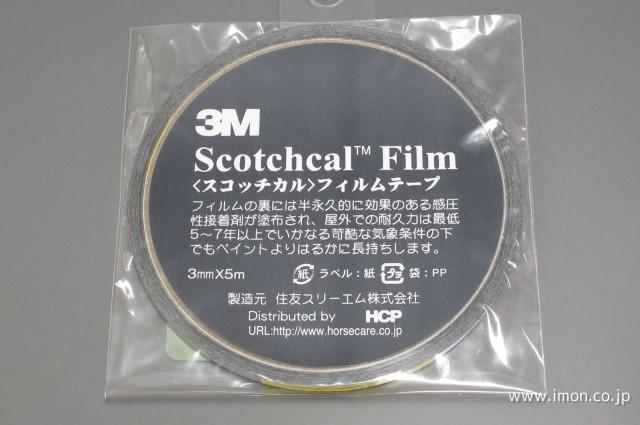 3M
Scotchcal™ Film
〈スコッチカル〉フィルムテープ
フィルムの裏には半永久的に効果のある感圧
性接着剤が塗布され、屋外での耐久力は最低
5〜7年以上でいかなる苛酷な気象条件の下
でもペイントよりはるかに長持ちします。
3mm X 5m 紙 ラベル：紙 プラ 袋：PP
製造元 住友スリーエム株式会社
Distributed by HCP
URL:http://www.horsecare.co.jp
www.imon.co.jp